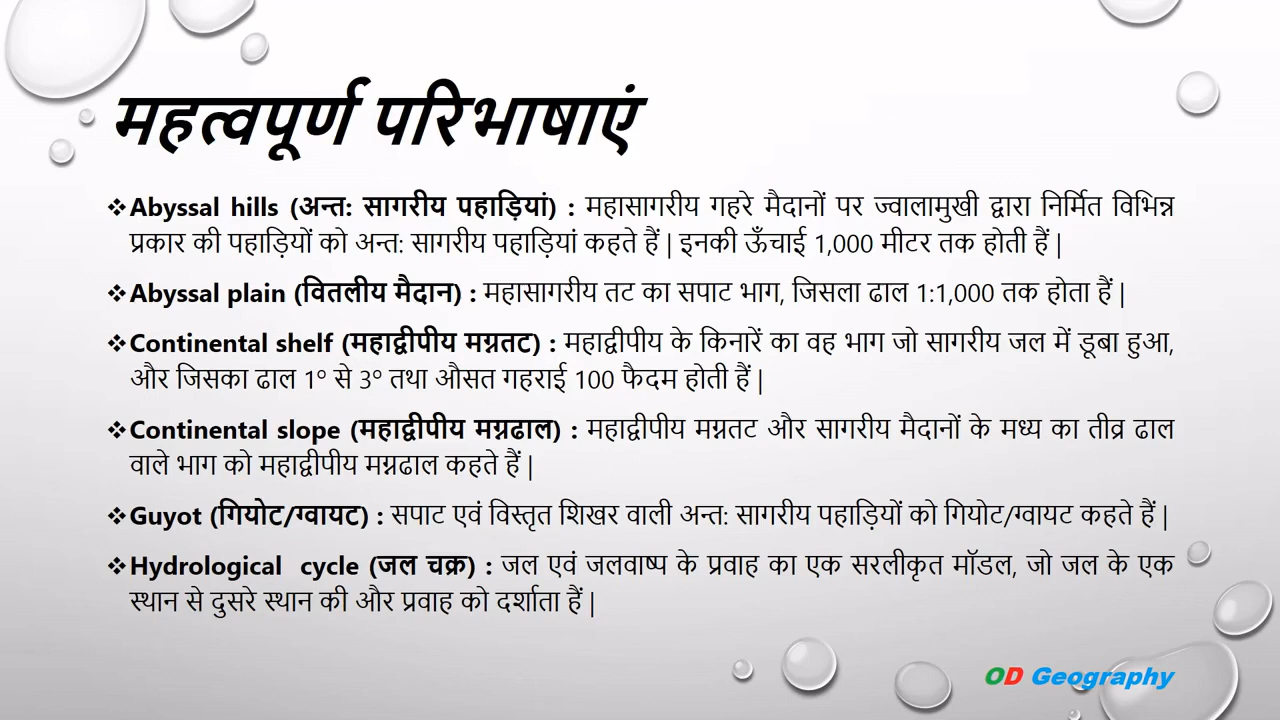 महत्वपूर्ण परिभाषाएं
❖Abyssal hills (अन्त: सागरीय पहाड़ियां) : महासागरीय गहरे मैदानों पर ज्वालामुखी द्वारा निर्मित विभिन्न
प्रकार की पहाड़ियों को अन्त: सागरीय पहाड़ियां कहते हैं | इनकी ऊँचाई 1,000 मीटर तक होती हैं |
❖Abyssal plain (वितलीय मैदान) : महासागरीय तट का सपाट भाग, जिसला ढाल 1:1,000 तक होता हैं |
❖Continental shelf (महाद्वीपीय मग्नतट) : महाद्वीपीय के किनारें का वह भाग जो सागरीय जल में डूबा हुआ,
और जिसका ढाल 1° से 3° तथा औसत गहराई 100 फैदम होती हैं |
❖Continental slope (महाद्वीपीय मग्नढाल) : महाद्वीपीय मग्नतट और सागरीय मैदानों के मध्य का तीव्र ढाल
वाले भाग को महाद्वीपीय मग्नढाल कहते हैं |
❖Guyot (गियोट/ग्वायट) : सपाट एवं विस्तृत शिखर वाली अन्त: सागरीय पहाड़ियों को गियोट/ग्वायट कहते हैं |
❖Hydrological cycle (जल चक्र) : जल एवं जलवाष्प के प्रवाह का एक सरलीकृत मॉडल, जो जल के एक
स्थान से दुसरे स्थान की और प्रवाह को दर्शाता हैं |
OD Geography